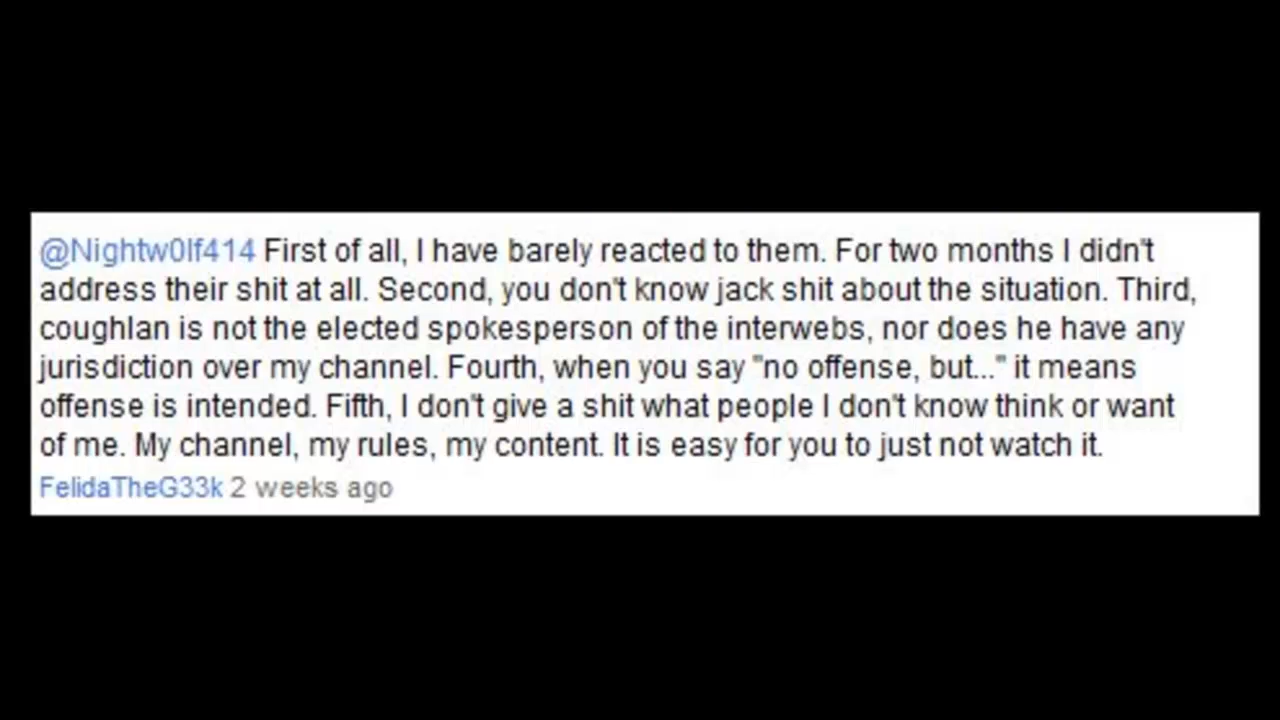 @Nightw0lf414 First of all, I have barely reacted to them. For two months I didn't
address their shit at all. Second, you don't know jack shit about the situation. Third,
coughlan is not the elected spokesperson of the interwebs, nor does he have any
jurisdiction over my channel. Fourth, when you say "no offense, but..." it means
offense is intended. Fifth, I don't give a shit what people I don't know think or want
of me. My channel, my rules, my content. It is easy for you to just not watch it.
FelidaTheG33k 2 weeks ago